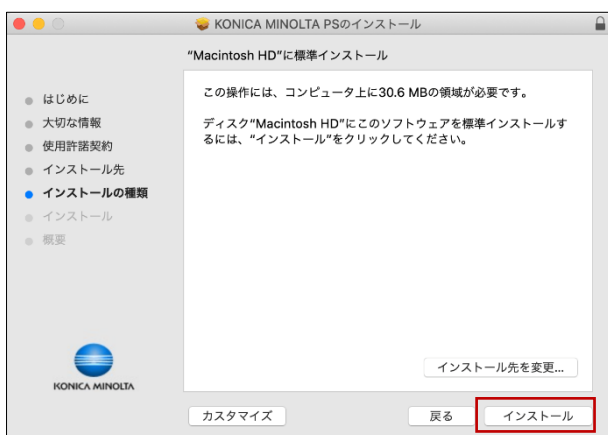 KONICA MINOLTA PSのインストール
"Macintosh HD"に標準インストール
はじめに
大切な情報
使用許諾契約
インストール先
インストールの種類
インストール
概要
この操作には、コンピュータ上に30.6 MBの領域が必要です。
ディスク"Macintosh HD"にこのソフトウェアを標準インストールす
るには、"インストール"をクリックしてください。
インストール先を変更...
KONICA MINOLTA
カスタマイズ
戻る
インストール